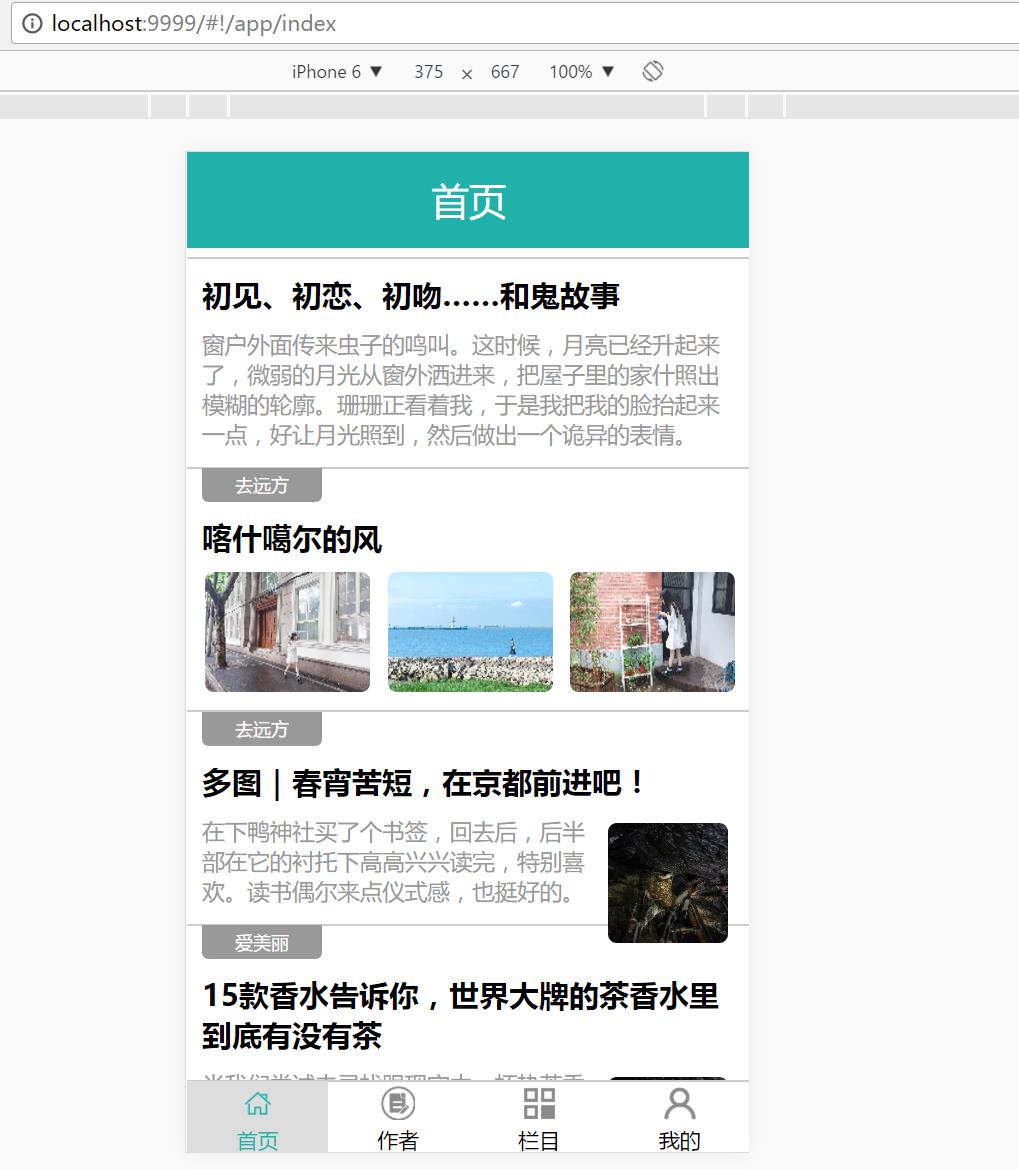 localhost:9999/#!/app/index
iPhone 6 ▼ 375 × 667 100% ▼
首页
初见、初恋、初吻……和鬼故事
窗户外面传来虫子的鸣叫。这时候，月亮已经升起来
了，微弱的月光从窗外洒进来，把屋子里的家什照出
模糊的轮廓。珊珊正看着我，于是我把我的脸抬起来
一点，好让月光照到，然后做出一个诡异的表情。
去远方
喀什噶尔的风
去远方
多图｜春宵苦短，在京都前进吧！
在下鸭神社买了个书签，回去后，后半
部在它的衬托下高高兴兴读完，特别喜
欢。读书偶尔来点仪式感，也挺好的。
爱美丽
15款香水告诉你，世界大牌的茶香水里
到底有没有茶
首页 作者 栏目 我的